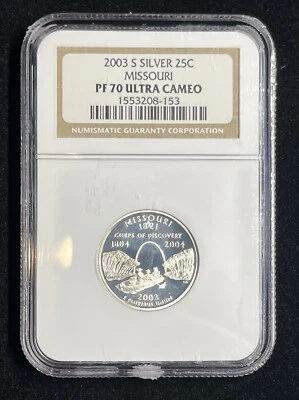 2003 S SILVER 25C
MISSOURI
PF 70 ULTRA CAMEO
1553208-153
NUMISMATIC GUARANTY CORPORATION
MISSOURI
1821
CORPS OF DISCOVERY
1804 2004
2003
E PLURIBUS UNUM